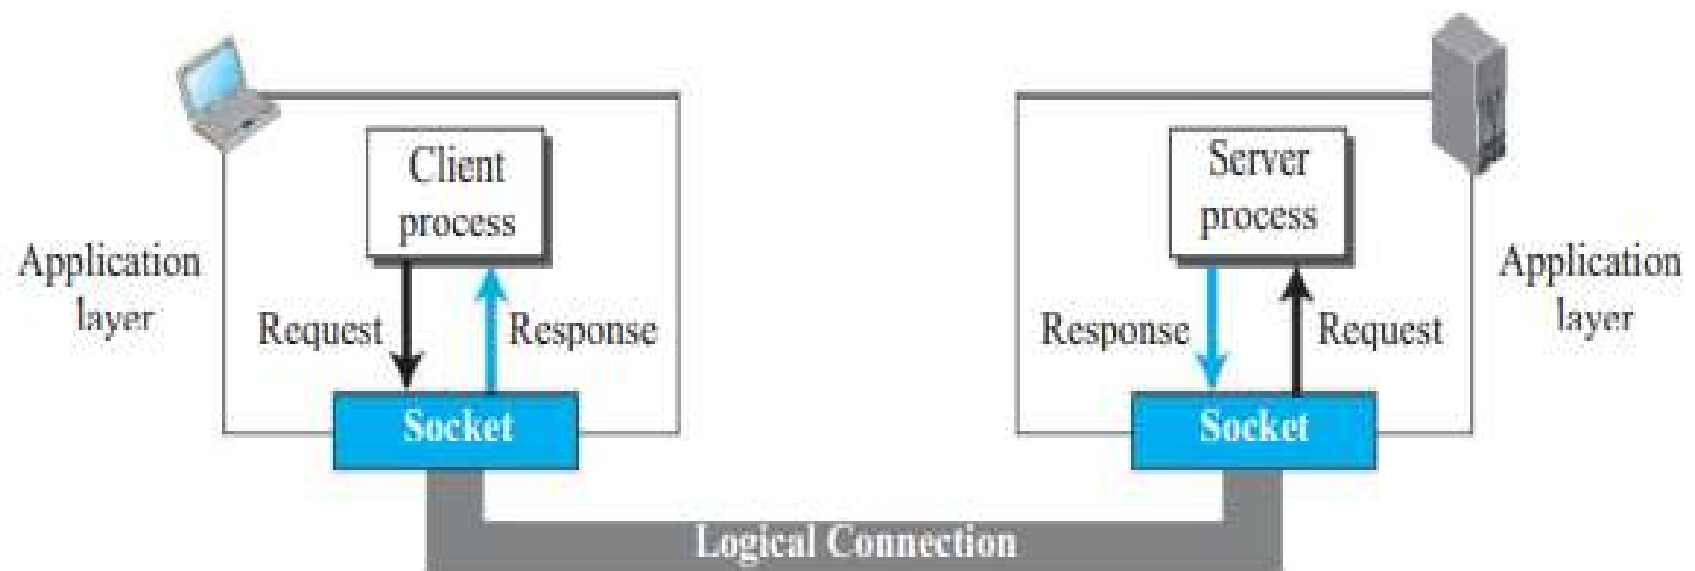 Client
process
Server
process
Application
layer
Application
layer
Request
Response
Response
Request
Socket
Socket
Logical Connection